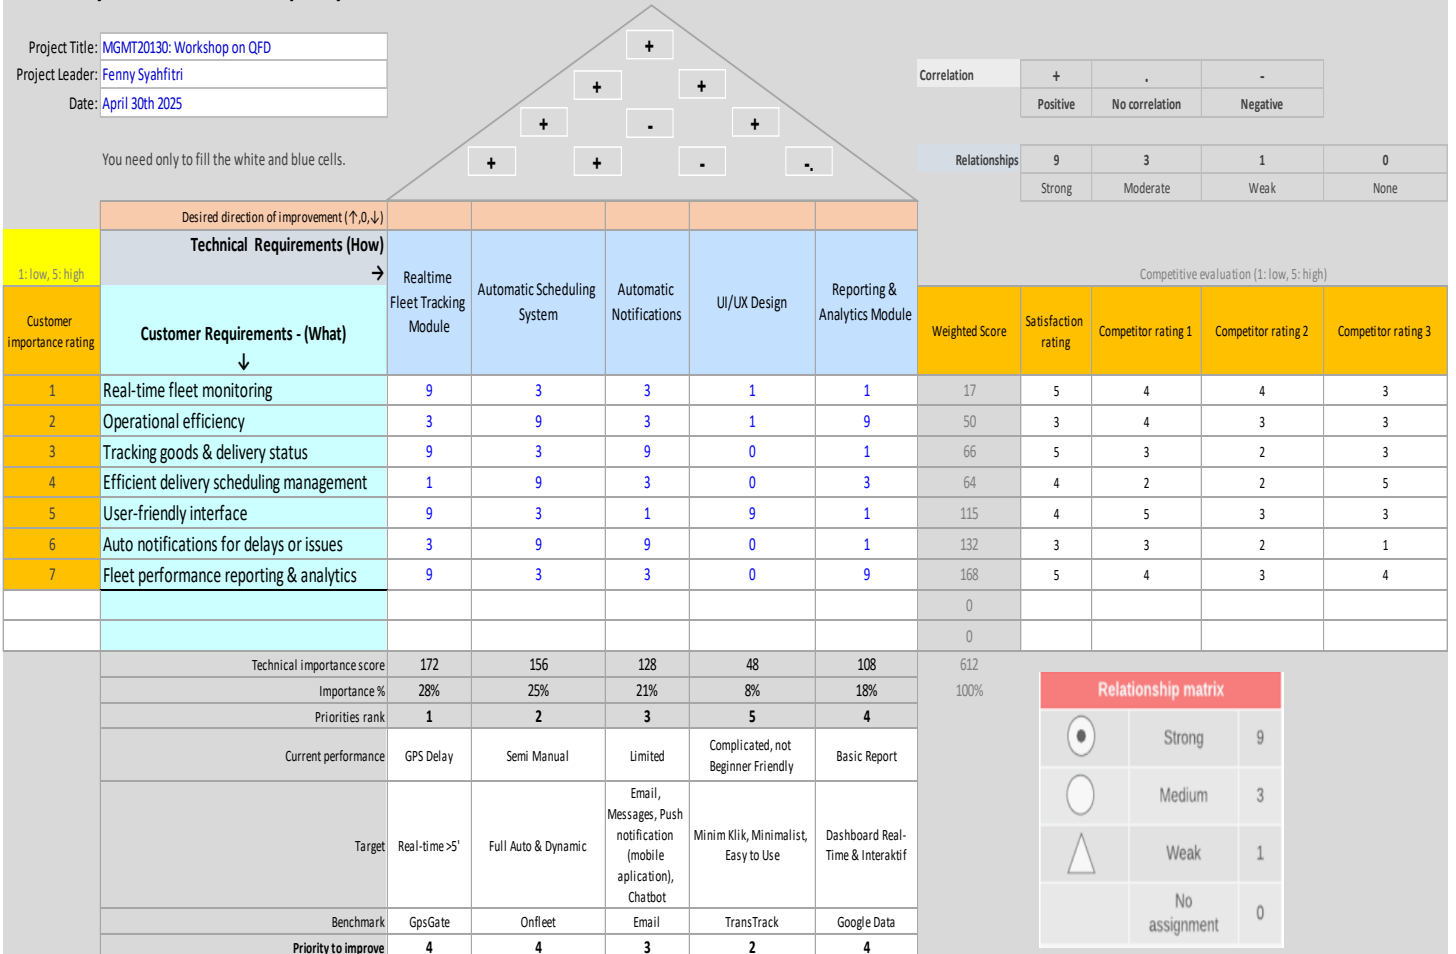 Project Title: MGMT20130: Workshop on QFD
Project Leader: Fenny Syahfitri
Date: April 30th 2025
You need only to fill the white and blue cells.
+
+ +
+ - +
+ + - -.
Correlation + . -
Positive No correlation Negative
Relationships 9 3 1 0
Strong Moderate Weak None
Desired direction of improvement (↑,0,↓)
Technical Requirements (How)
→
1: low, 5: high
Competitive evaluation (1: low, 5: high)
Customer importance rating
Customer Requirements - (What)
↓
Realtime Fleet Tracking Module
Automatic Scheduling System
Automatic Notifications
UI/UX Design
Reporting & Analytics Module
Weighted Score
Satisfaction rating
Competitor rating 1
Competitor rating 2
Competitor rating 3
1 Real-time fleet monitoring 9 3 3 1 1 17 5 4 4 3
2 Operational efficiency 3 9 3 1 9 50 3 4 3 3
3 Tracking goods & delivery status 9 3 9 0 1 66 5 3 2 3
4 Efficient delivery scheduling management 1 9 3 0 3 64 4 2 2 5
5 User-friendly interface 9 3 1 9 1 115 4 5 3 3
6 Auto notifications for delays or issues 3 9 9 0 1 132 3 3 2 1
7 Fleet performance reporting & analytics 9 3 3 0 9 168 5 4 3 4
0
0
Technical importance score 172 156 128 48 108 612
Importance % 28% 25% 21% 8% 18% 100%
Priorities rank 1 2 3 5 4
Current performance GPS Delay Semi Manual Limited Complicated, not Beginner Friendly Basic Report
Target Real-time >5' Full Auto & Dynamic Email, Messages, Push notification (mobile aplication), Chatbot Minim Klik, Minimalist, Easy to Use Dashboard Real-Time & Interaktif
Benchmark GpsGate Onfleet Email TransTrack Google Data
Priority to improve 4 4 3 2 4
Relationship matrix
Strong 9
Medium 3
Weak 1
No assignment 0